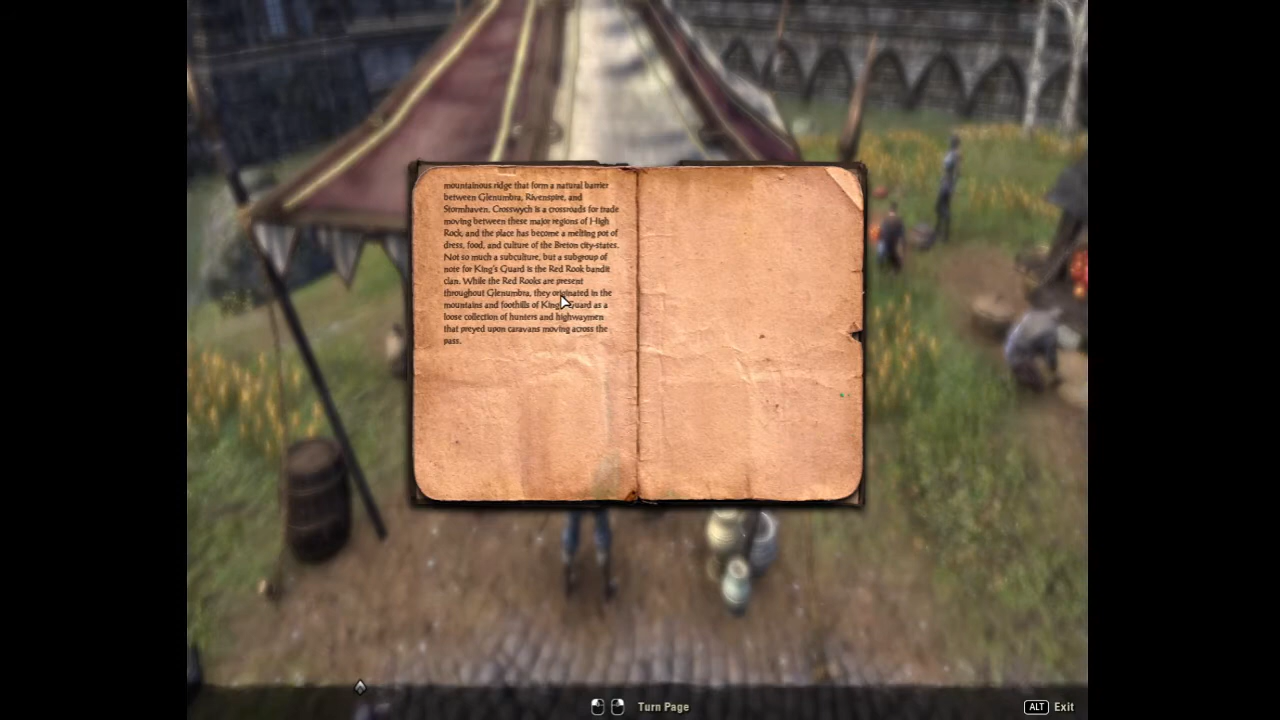 mountainous ridge that form a natural barrier
between Glenumbra, Rivenspire, and
Stormhaven, Crosswych is a crossroads for trade
moving between these major regions of High
Rock, and the place has become a melting pot of
dress, food, and culture of the Breton city-states.
Not so much a subculture, but a subgroup of
note for King's Guard is the Red Rook bandit
clan. While the Red Rooks are present
throughout Glenumbra, they originated in the
mountains and foothills of King's Guard as a
loose collection of hunters and highwaymen
that preyed upon caravans moving across the
pass.
Turn Page
ALT Exit